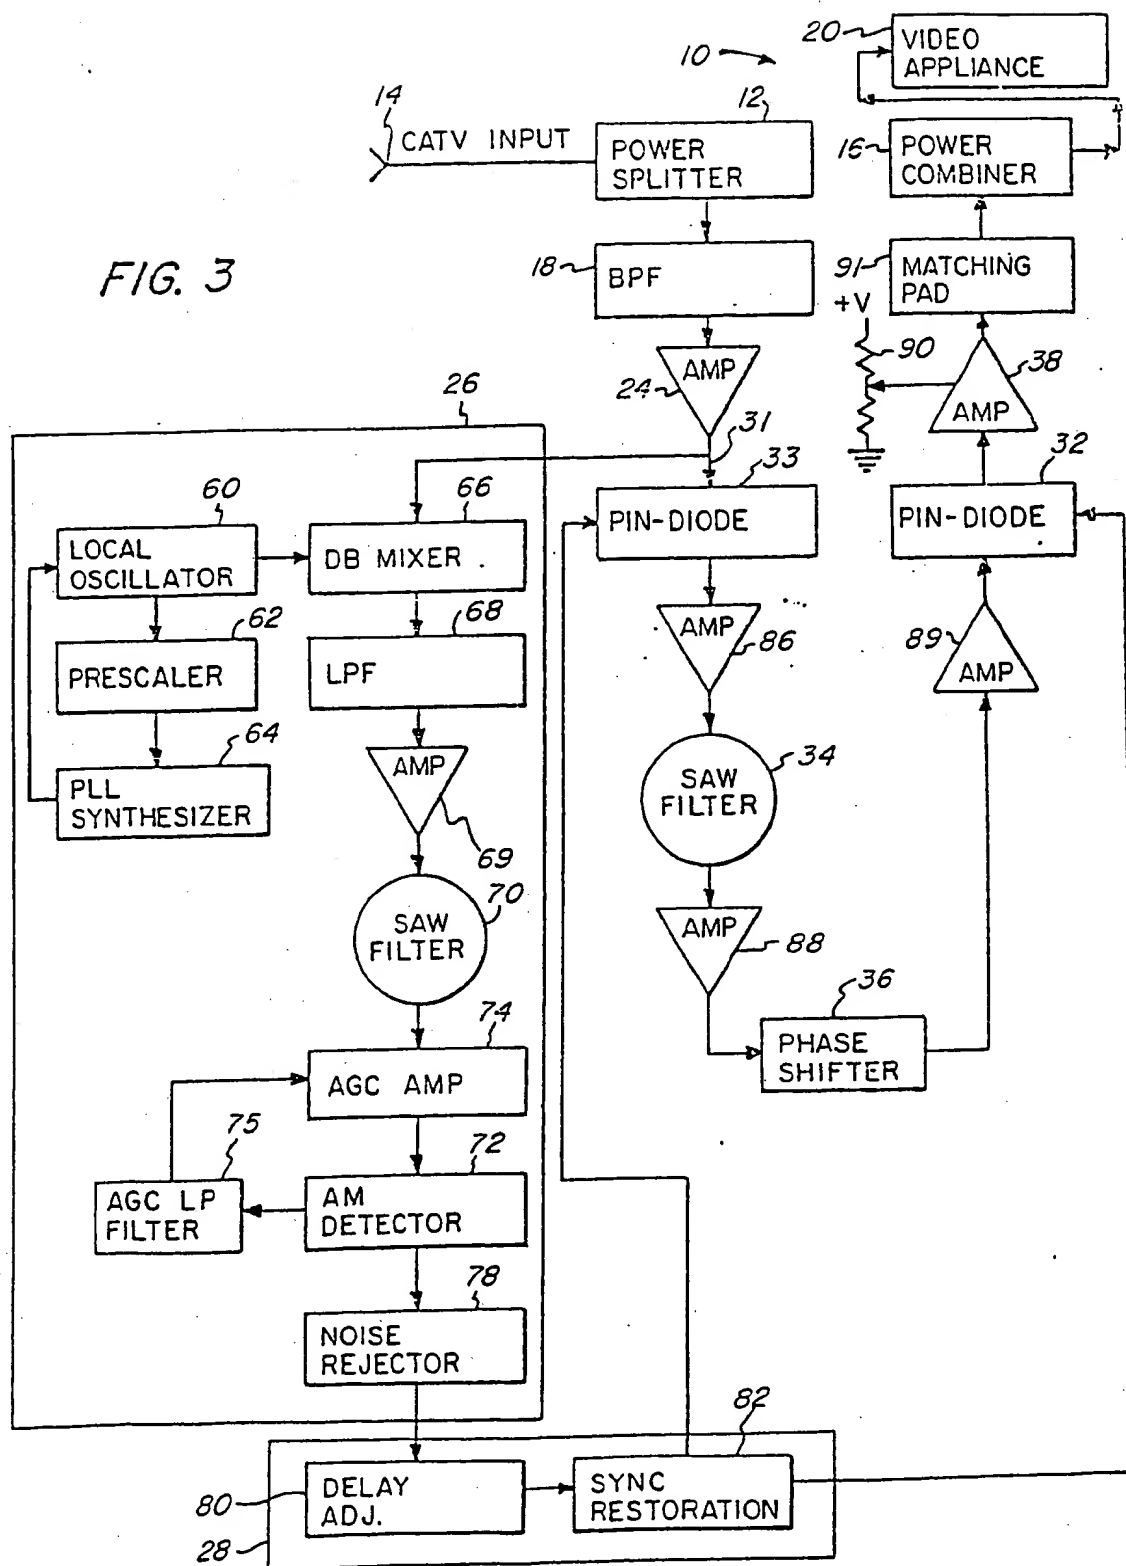 20
VIDEO
APPLIANCE
10
14
CATV INPUT
12
POWER
SPLITTER
16
POWER
COMBINER
FIG. 3
18
BPF
91
MATCHING
PAD
+V
90
AMP
24
38
AMP
26
31
33
PIN-DIODE
32
PIN-DIODE
60
LOCAL
OSCILLATOR
66
DB MIXER
62
PRESCALER
68
LPF
AMP
86
89
AMP
64
PLL
SYNTHESIZER
AMP
69
34
SAW
FILTER
70
SAW
FILTER
AMP
88
36
PHASE
SHIFTER
74
AGC AMP
75
AGC LP
FILTER
72
AM
DETECTOR
78
NOISE
REJECTOR
82
80
DELAY
ADJ.
SYNC
RESTORATION
28